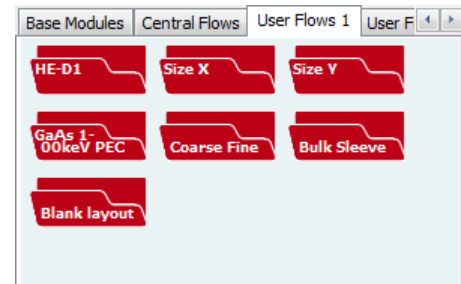 Base Modules Central Flows User Flows 1 User F
HE-D1 Size X Size Y
GaAs 1-
00keV PEC Coarse Fine Bulk Sleeve
Blank layout